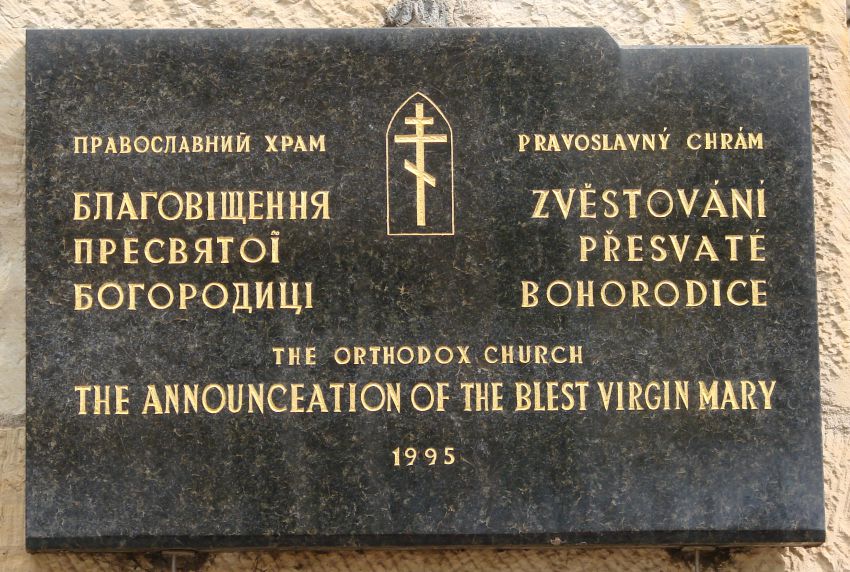 ПРАВОСЛАВНИЙ ХРАМ
БЛАГОВІЩЕННЯ
ПРЕСВЯТОЇ
БОГОРОДИЦІ
PRAVOSLAVNÝ CHRÁM
ZVĚSTOVÁNÍ
PŘESVATÉ
BOHORODICE
THE ORTHODOX CHURCH
THE ANNOUNCEATION OF THE BLEST VIRGIN MARY
1995